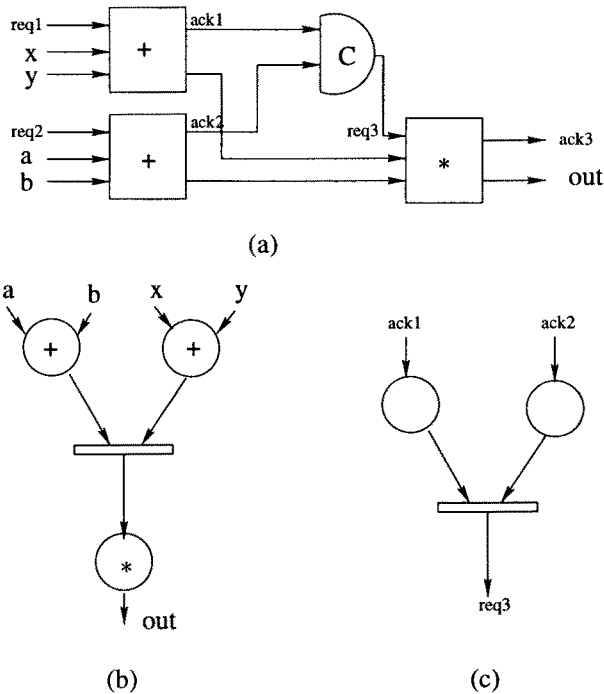 req1
x
y
+
ack1
C
req2
a
b
+
ack2
req3
*
ack3
out
(a)
a
b
x
y
+
+
*
out
(b)
ack1
ack2
req3
(c)